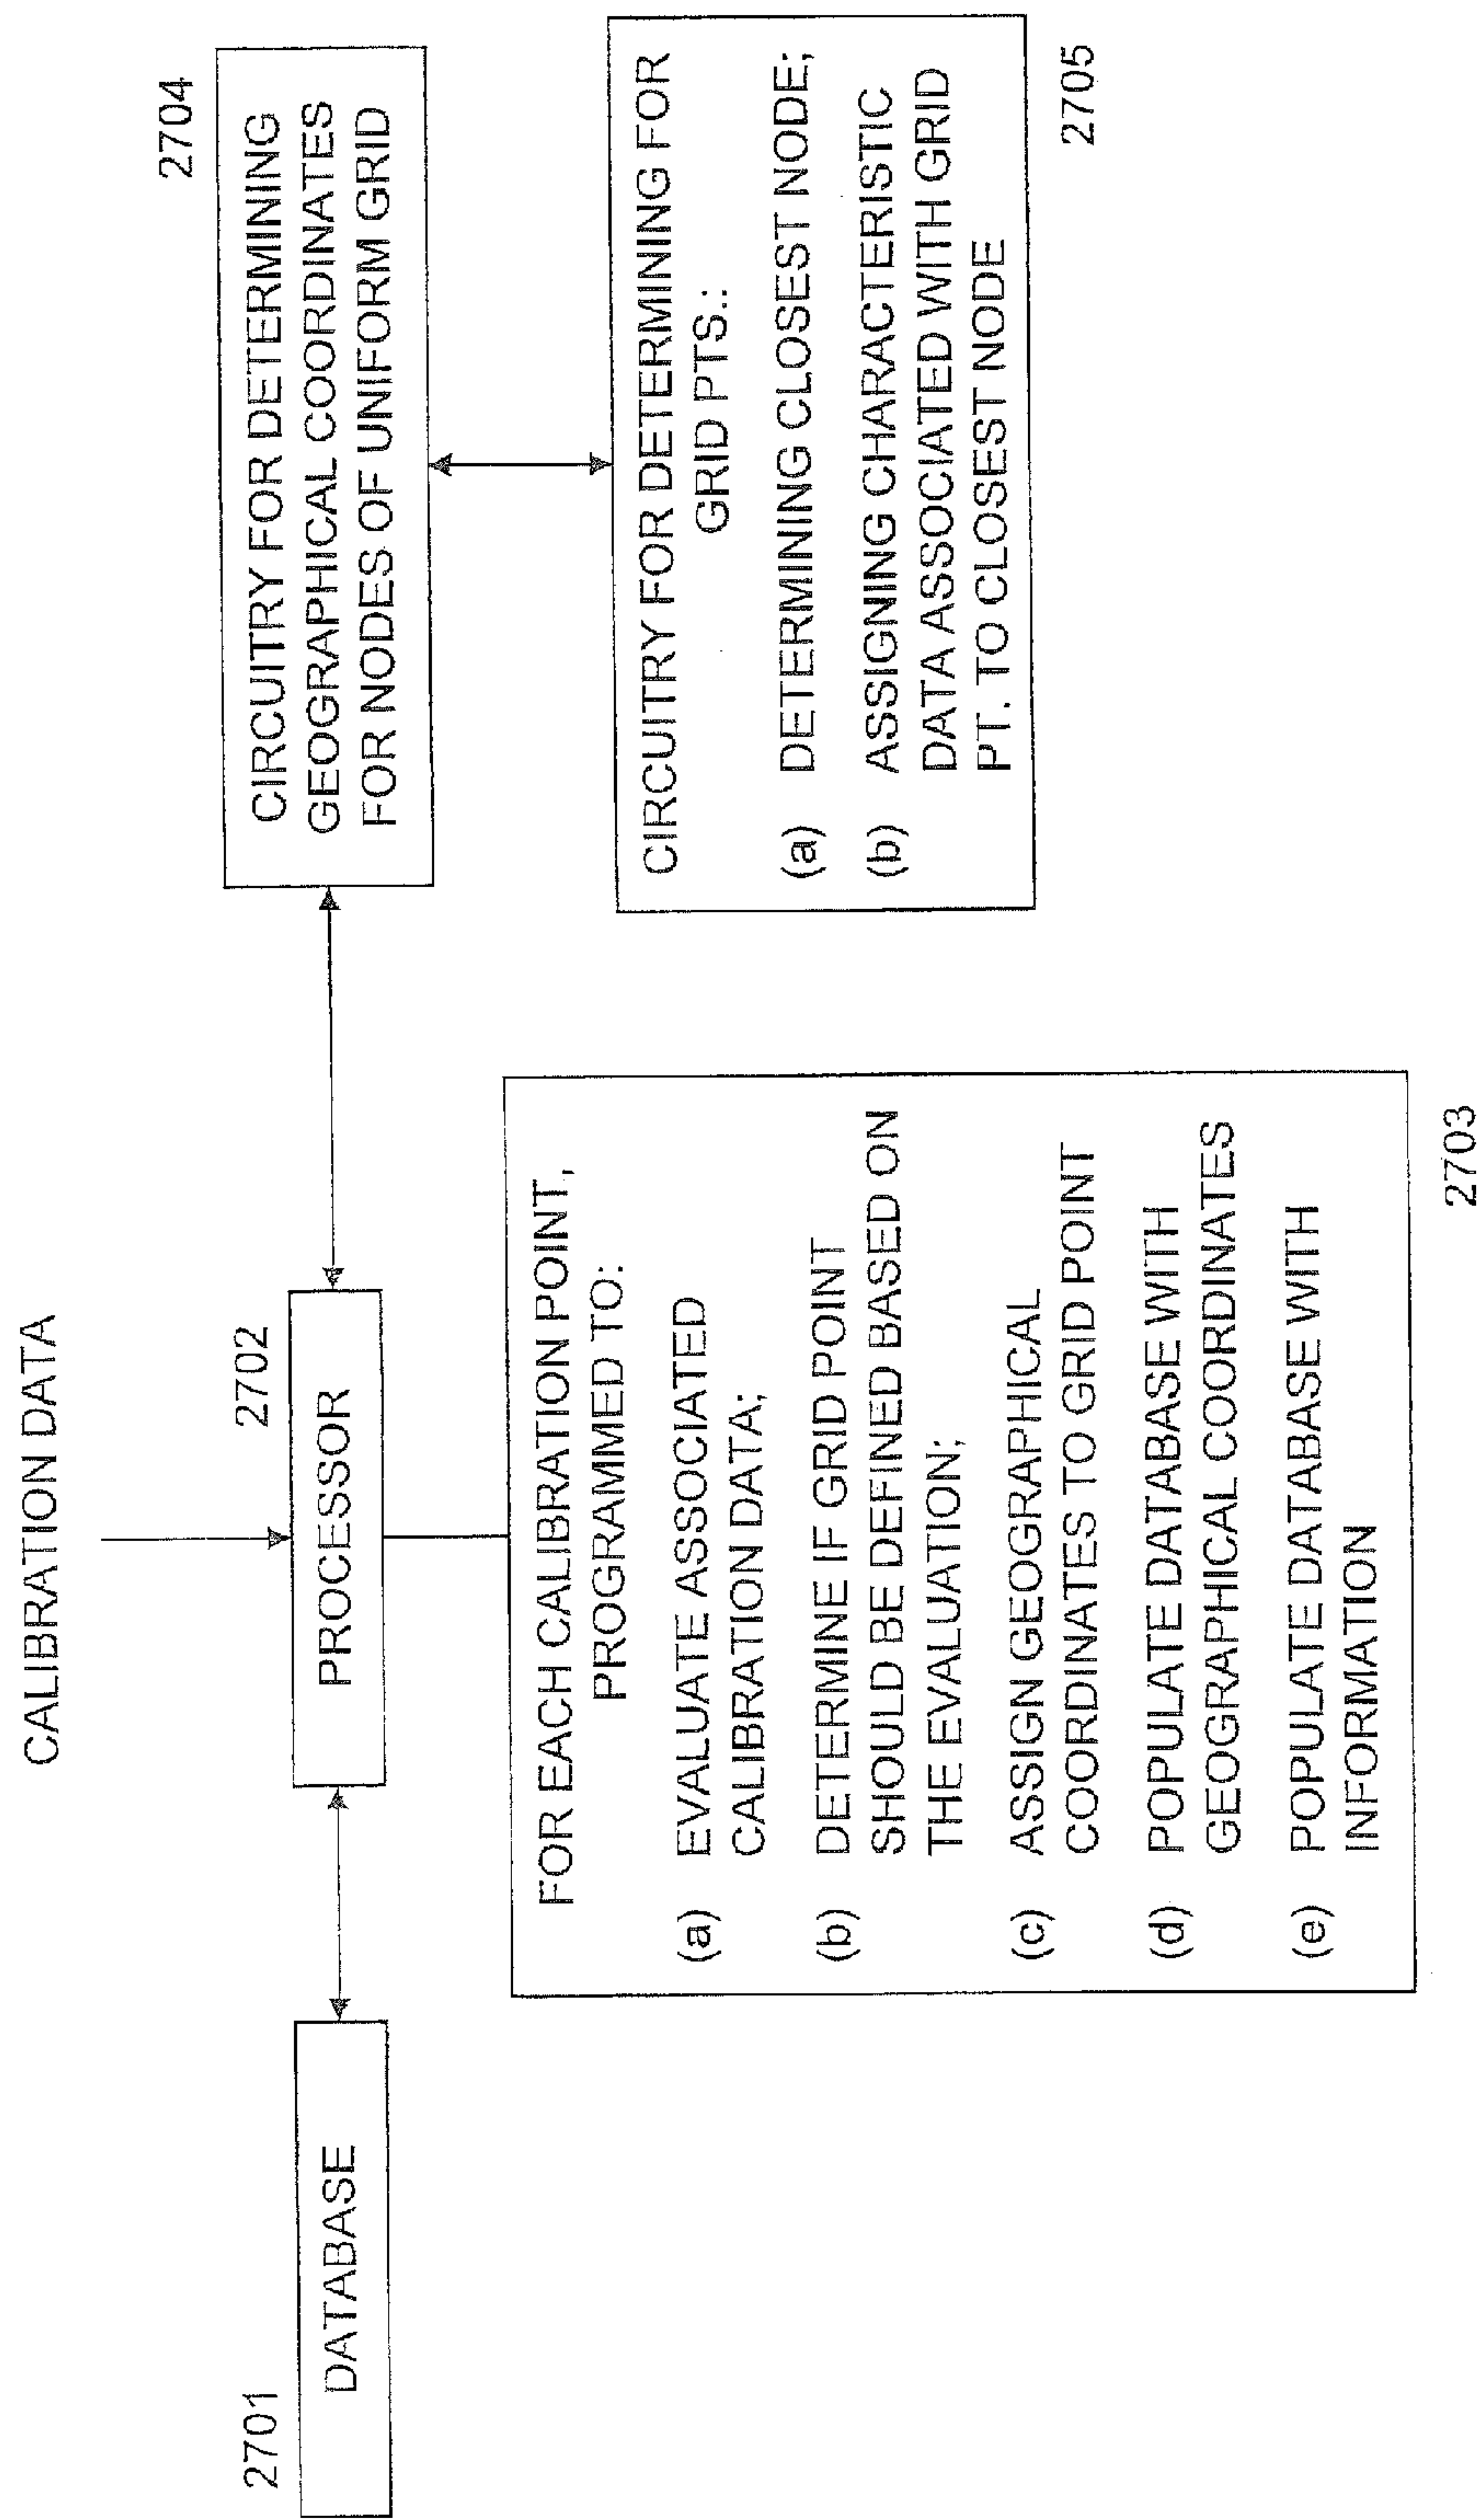 CALIBRATION DATA
2701
DATABASE
2702
PROCESSOR
2704
CIRCUITRY FOR DETERMINING
GEOGRAPHICAL COORDINATES
FOR NODES OF UNIFORM GRID
FOR EACH CALIBRATION POINT,
PROGRAMMED TO:
(a) EVALUATE ASSOCIATED
CALIBRATION DATA;
(b) DETERMINE IF GRID POINT
SHOULD BE DEFINED BASED ON
THE EVALUATION;
(c) ASSIGN GEOGRAPHICAL
COORDINATES TO GRID POINT
(d) POPULATE DATABASE WITH
GEOGRAPHICAL COORDINATES
(e) POPULATE DATABASE WITH
INFORMATION
2703
CIRCUITRY FOR DETERMINING FOR
GRID PTS.:
(a) DETERMINING CLOSEST NODE;
(b) ASSIGNING CHARACTERISTIC
DATA ASSOCIATED WITH GRID
PT. TO CLOSEST NODE
2705